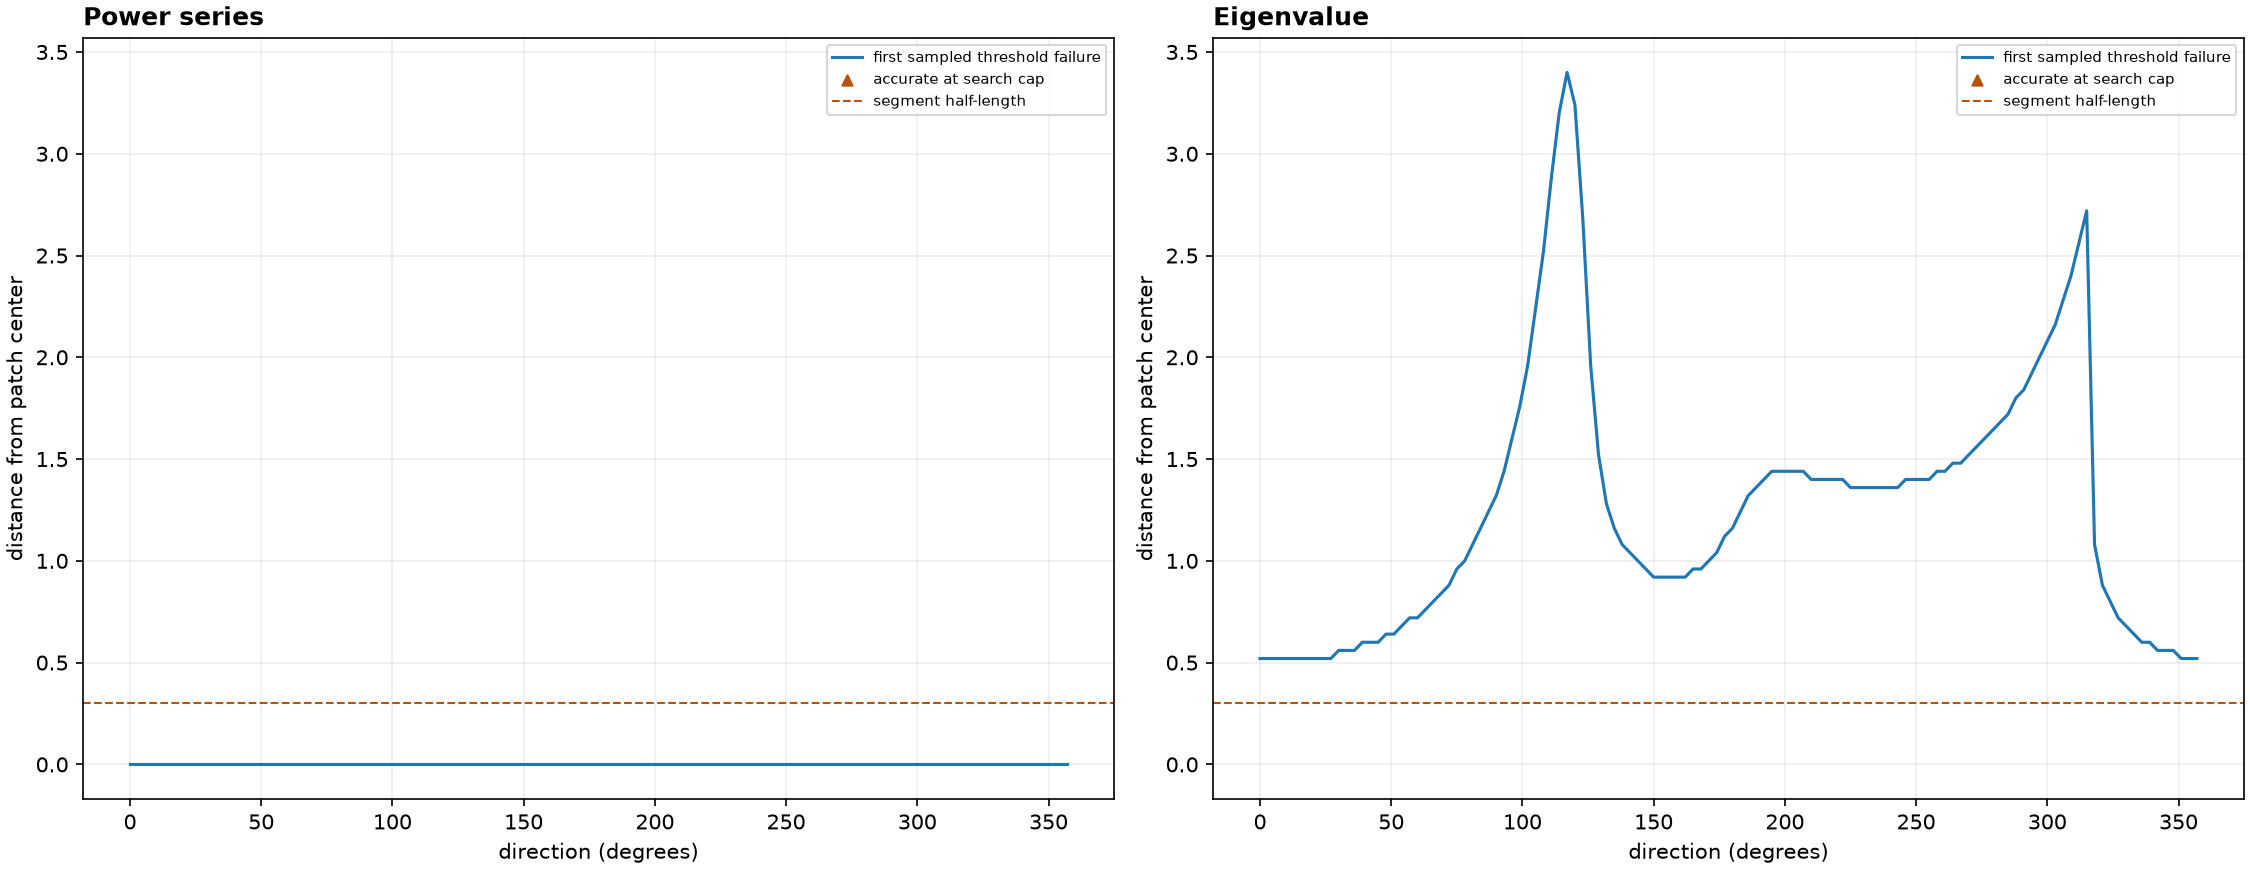 Power series
3.5
3.0
2.5
2.0
1.5
1.0
0.5
0.0
distance from patch center
first sampled threshold failure
accurate at search cap
segment half-length
0 50 100 150 200 250 300 350
direction (degrees)
Eigenvalue
3.5
3.0
2.5
2.0
1.5
1.0
0.5
0.0
distance from patch center
first sampled threshold failure
accurate at search cap
segment half-length
0 50 100 150 200 250 300 350
direction (degrees)